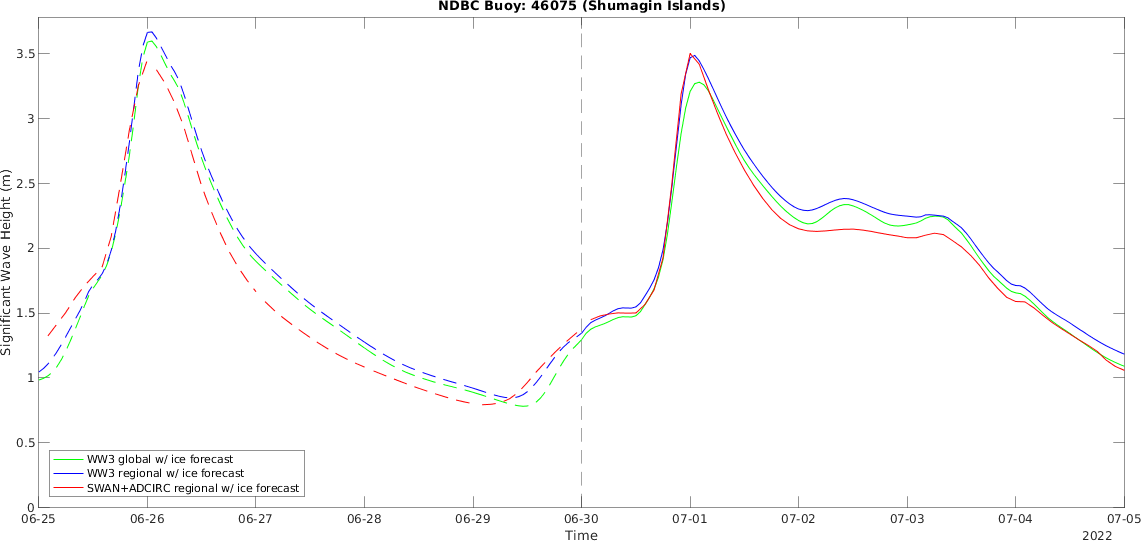 NDBC Buoy: 46075 (Shumagin Islands)
3.5
3
2.5
2
1.5
1
0.5
0
Significant Wave Height (m)
WW3 global w/ ice forecast
WW3 regional w/ ice forecast
SWAN+ADCIRC regional w/ ice forecast
06-25 06-26 06-27 06-28 06-29 06-30 07-01 07-02 07-03 07-04 07-05
Time
2022